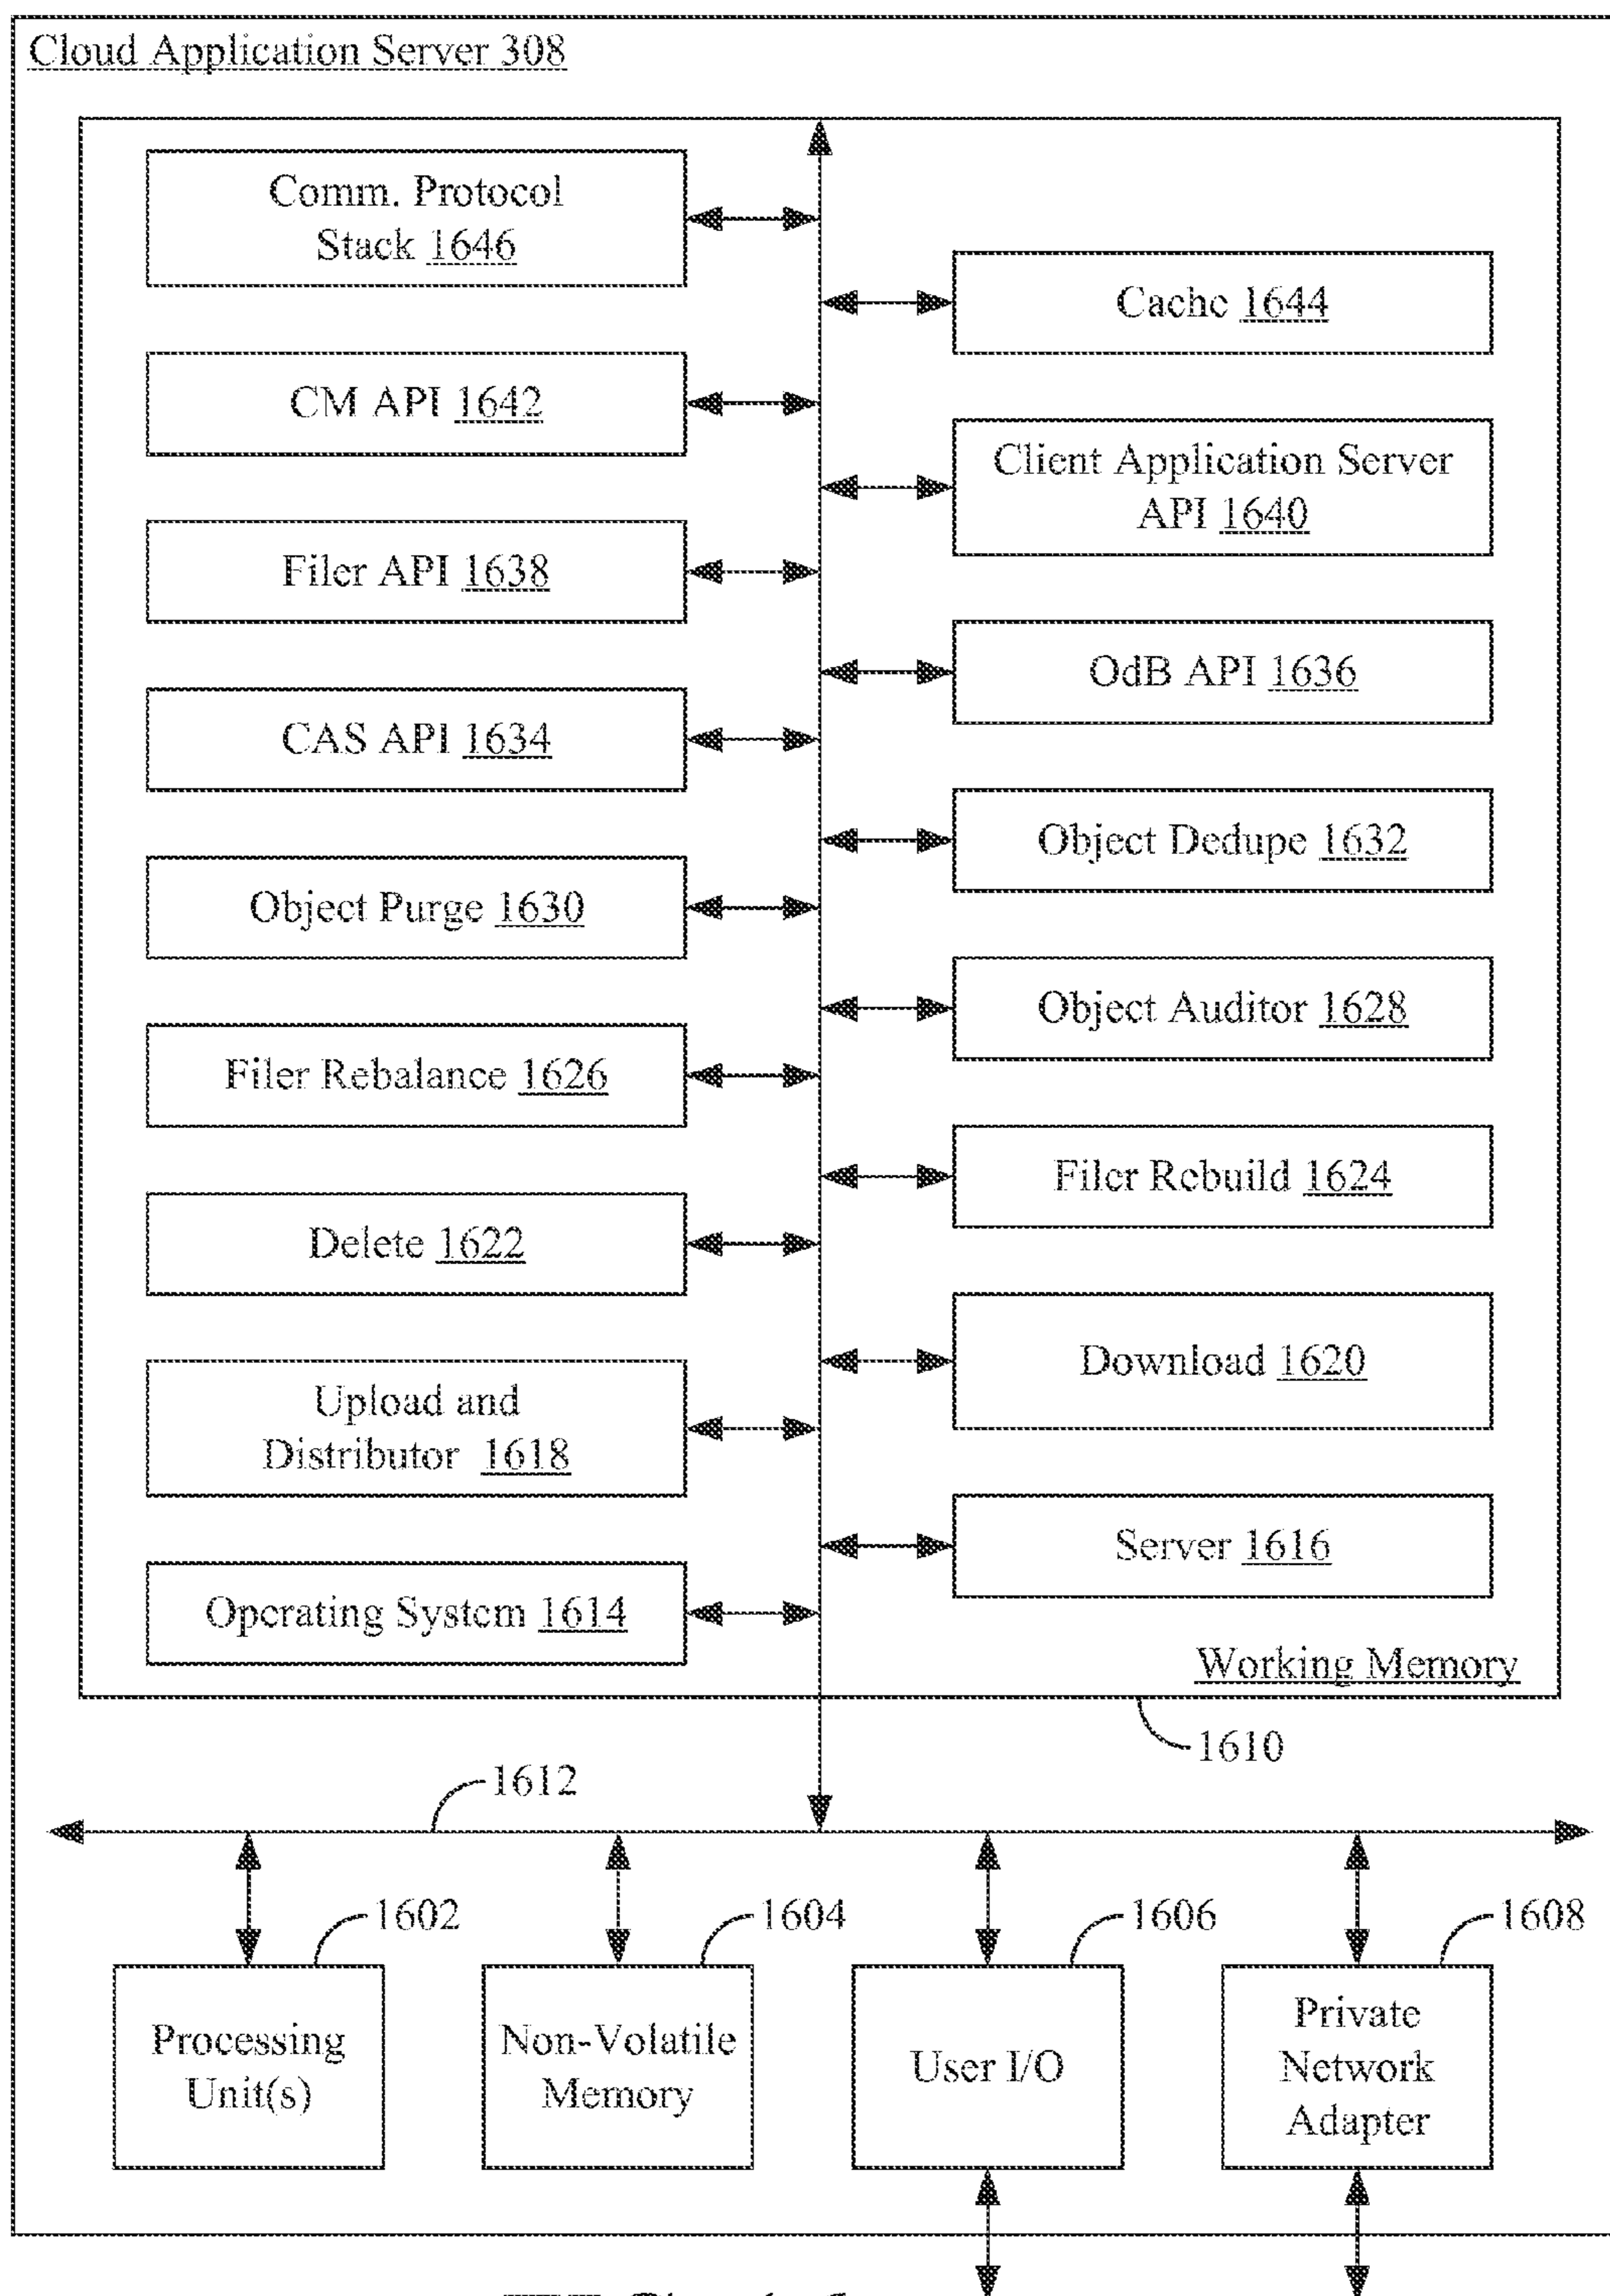 Cloud Application Server 308
Comm. Protocol
Stack 1646
Cache 1644
CM API 1642
Client Application Server
API 1640
Filer API 1638
OdB API 1636
CAS API 1634
Object Dedupe 1632
Object Purge 1630
Object Auditor 1628
Filer Rebalance 1626
Filer Rebuild 1624
Delete 1622
Download 1620
Upload and
Distributor 1618
Server 1616
Operating System 1614
Working Memory
1610
1612
1602
1604
1606
1608
Processing
Unit(s)
Non-Volatile
Memory
User I/O
Private
Network
Adapter